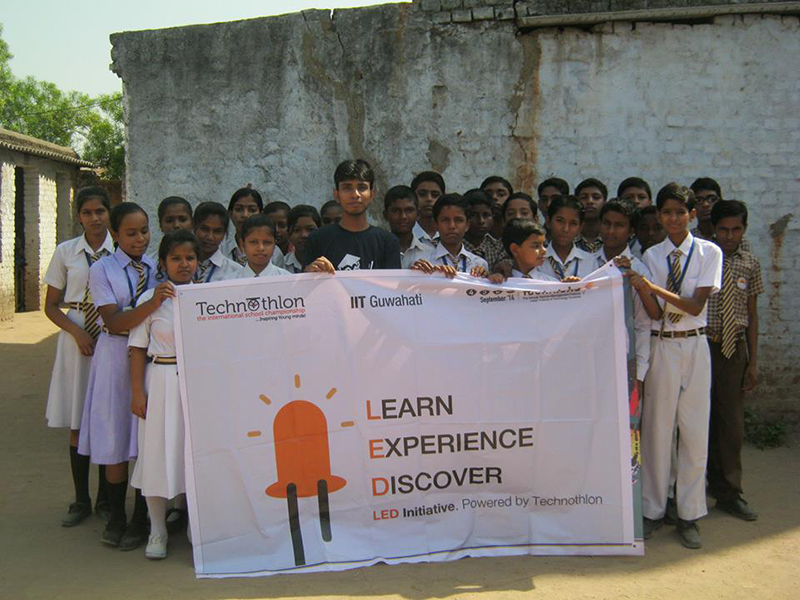 Technothlon
the international school championship
...Inspiring Young minds!
IIT Guwahati
September '14
LEARN
EXPERIENCE
DISCOVER
LED Initiative. Powered by Technothlon